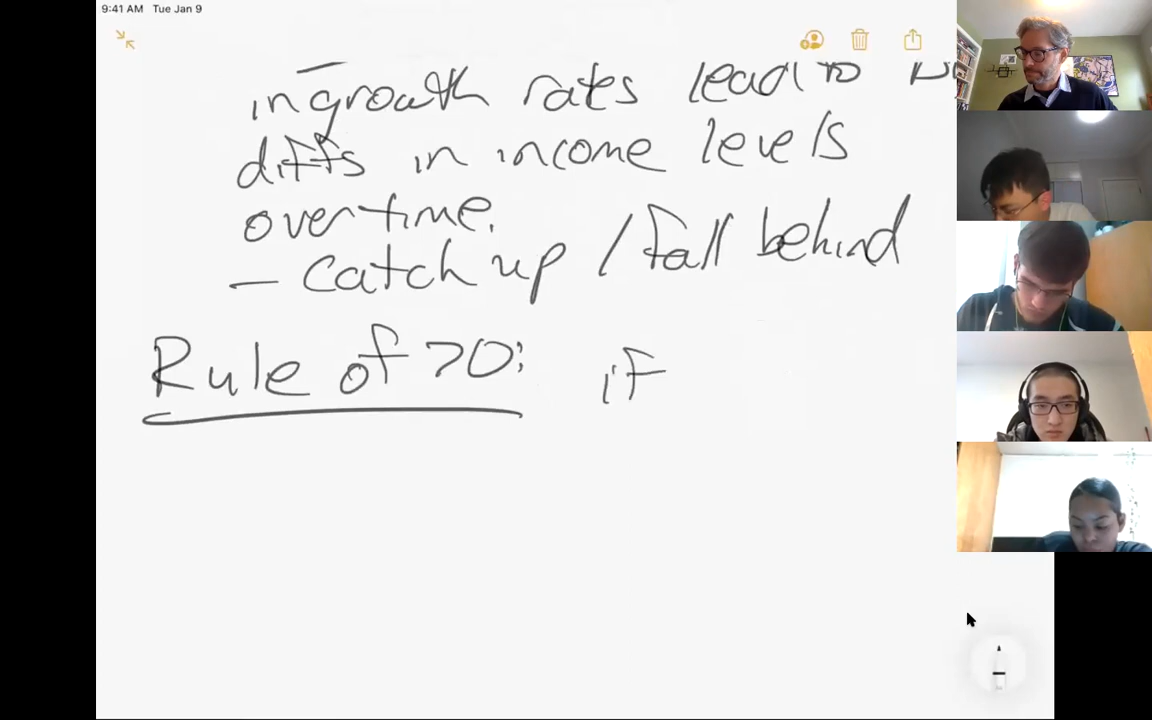 9:41 AM Tue Jan 9
in growth rates lead to
diffs in income levels
over time.
- Catch up / fall behind
Rule of 70: if